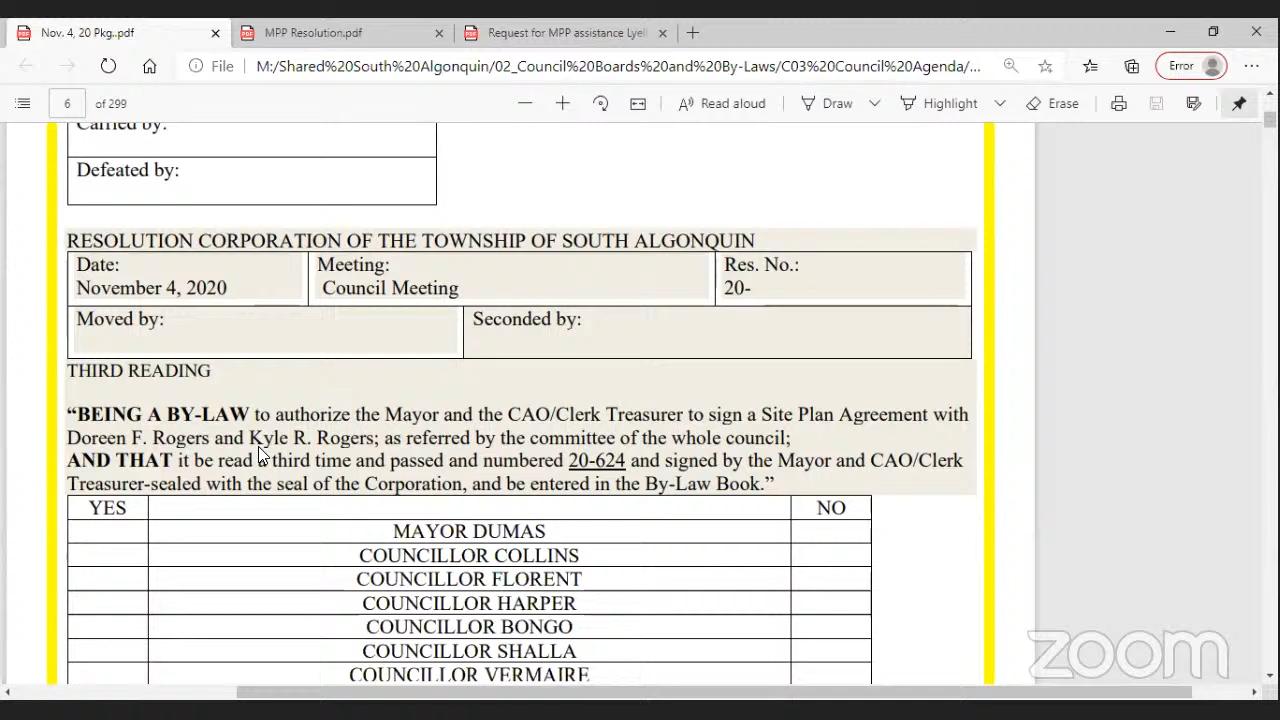 Nov. 4, 20 Pkg..pdf
MPP Resolution.pdf
Request for MPP assistance Lyell
File
M:/Shared%20South%20Algonquin/02_Council%20Boards%20and%20By-Laws/C03%20Council%20Agenda/...
Error
6 of 299
Read aloud
Draw
Highlight
Erase
Carried by:
Defeated by:
RESOLUTION CORPORATION OF THE TOWNSHIP OF SOUTH ALGONQUIN
Date:
November 4, 2020
Meeting:
Council Meeting
Res. No.:
20-
Moved by:
Seconded by:
THIRD READING
“BEING A BY-LAW to authorize the Mayor and the CAO/Clerk Treasurer to sign a Site Plan Agreement with
Doreen F. Rogers and Kyle R. Rogers; as referred by the committee of the whole council;
AND THAT it be read a third time and passed and numbered 20-624 and signed by the Mayor and CAO/Clerk
Treasurer-sealed with the seal of the Corporation, and be entered in the By-Law Book.”
YES
NO
MAYOR DUMAS
COUNCILLOR COLLINS
COUNCILLOR FLORENT
COUNCILLOR HARPER
COUNCILLOR BONGO
COUNCILLOR SHALLA
COUNCILLOR VERMAIRE
zoom